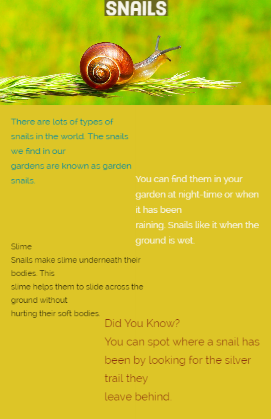 SNAILS
There are lots of types of
snails in the world. The snails
we find in our
gardens are known as garden
snails.
You can find them in your
garden at night-time or when
it has been
raining. Snails like it when the
ground is wet.
Slime
Snails make slime underneath their
bodies. This
slime helps them to slide across the
ground without
hurting their soft bodies.
Did You Know?
You can spot where a snail has
been by looking for the silver
trail they
leave behind.